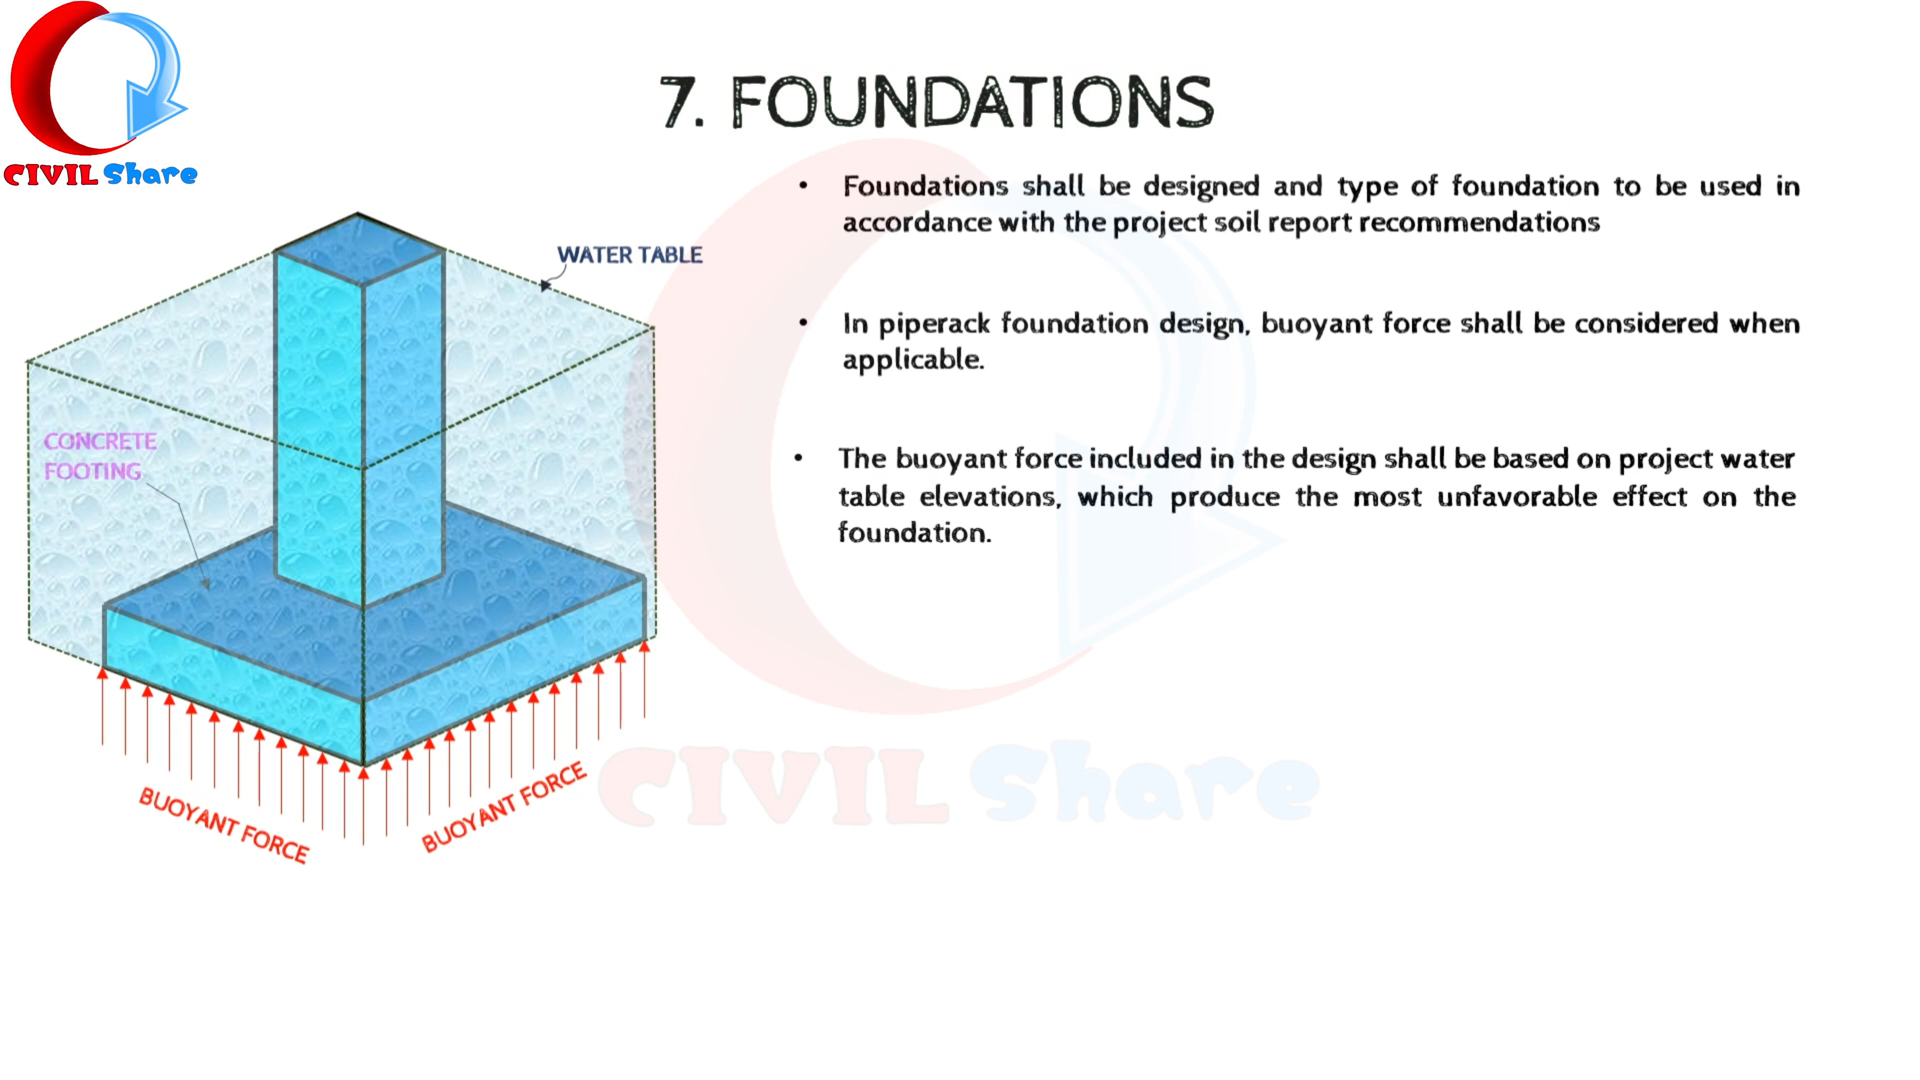 CIVIL Share
7. FOUNDATIONS
• Foundations shall be designed and type of foundation to be used in
accordance with the project soil report recommendations
• In piperack foundation design, buoyant force shall be considered when
applicable.
• The buoyant force included in the design shall be based on project water
table elevations, which produce the most unfavorable effect on the
foundation.
WATER TABLE
CONCRETE
FOOTING
BUOYANT FORCE
BUOYANT FORCE
CIVIL Share